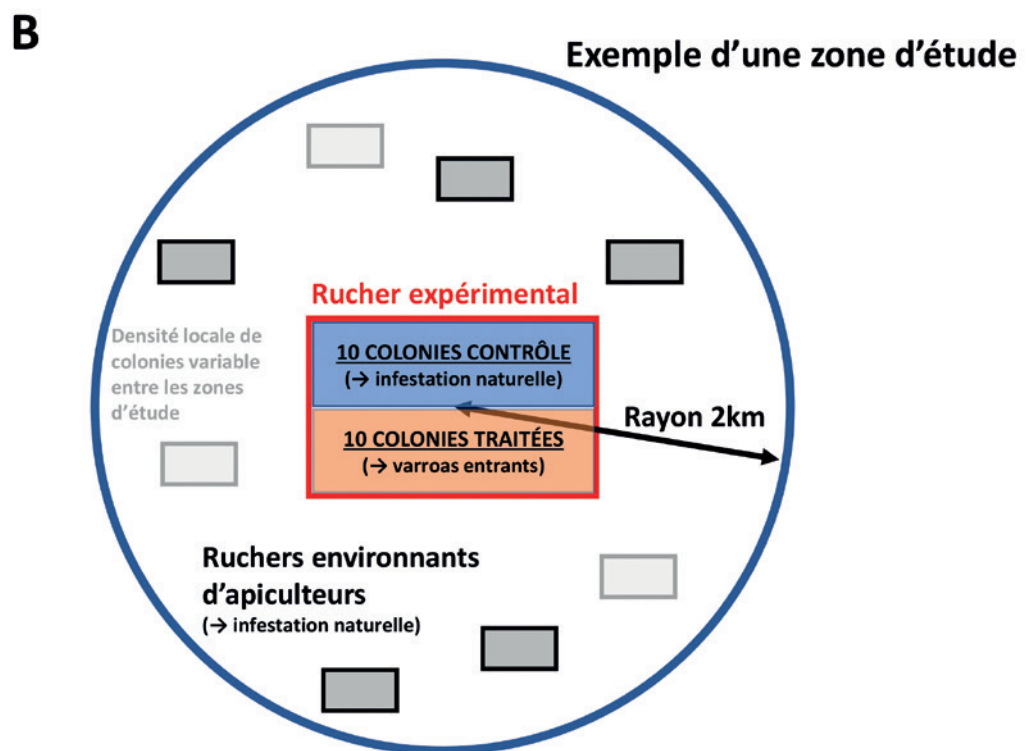 B
Exemple d’une zone d’étude
Rucher expérimental
10 COLONIES CONTRÔLE
(→ infestation naturelle)
Densité locale de
colonies variable
entre les zones
d’étude
Rayon 2km
10 COLONIES TRAITÉES
(→ varroas entrants)
Ruchers environnants
d’apiculteurs
(→ infestation naturelle)